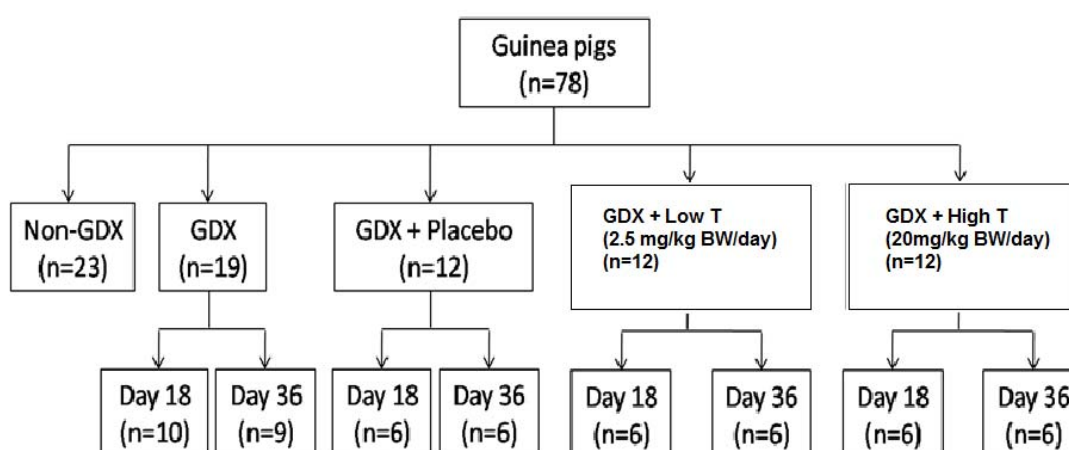 Guinea pigs
(n=78)
Non-GDX
(n=23)
GDX
(n=19)
GDX + Placebo
(n=12)
GDX + Low T
(2.5 mg/kg BW/day)
(n=12)
GDX + High T
(20mg/kg BW/day)
(n=12)
Day 18
(n=10)
Day 36
(n=9)
Day 18
(n=6)
Day 36
(n=6)
Day 18
(n=6)
Day 36
(n=6)
Day 18
(n=6)
Day 36
(n=6)